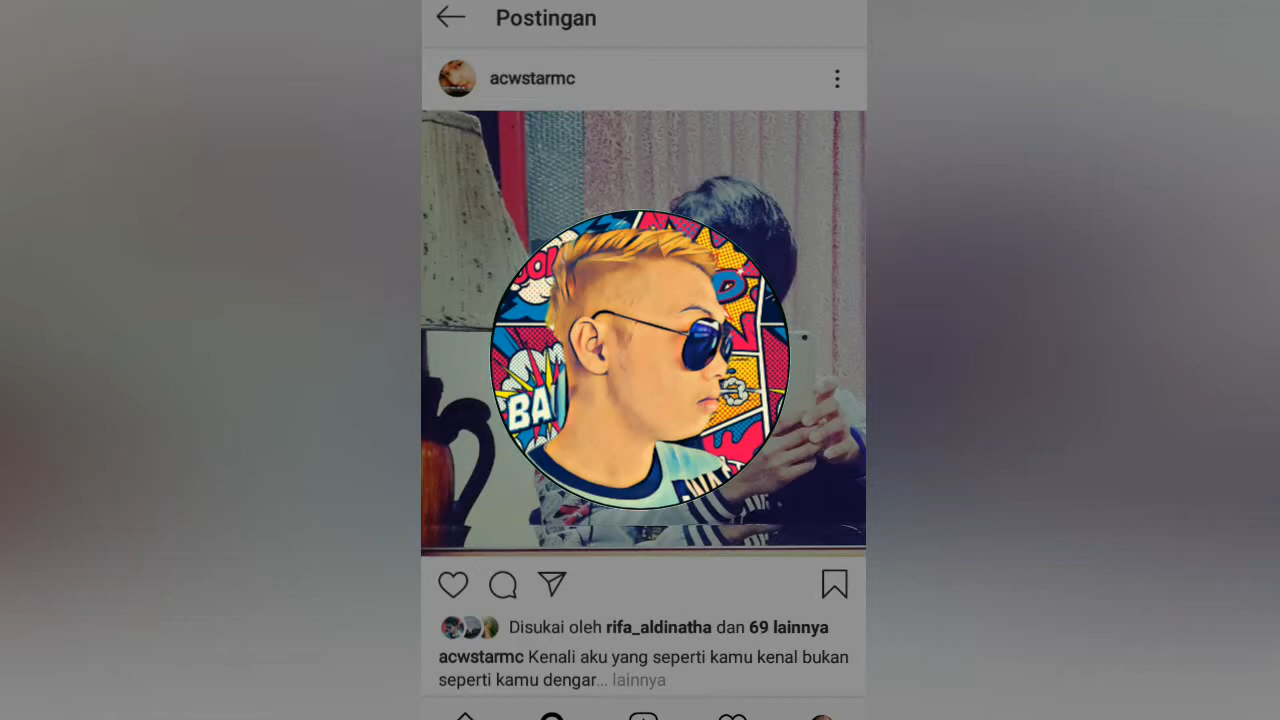 Postingan
acwstarmc
BA
Disukai oleh rifa_aldinatha dan 69 lainnya
acwstarmc Kenali aku yang seperti kamu kenal bukan
seperti kamu dengar... lainnya